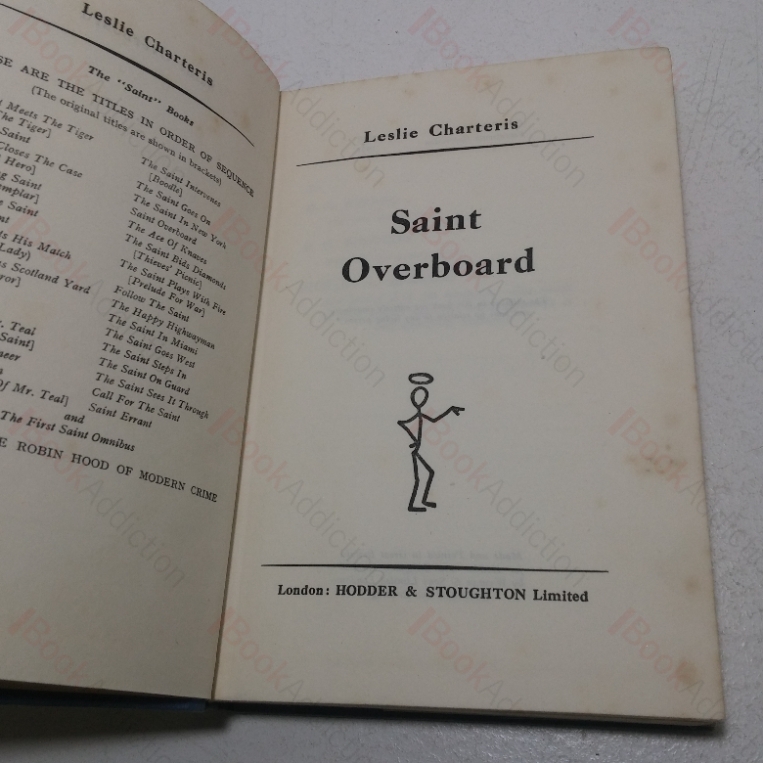 Leslie Charteris
The "Saint" Books
SE ARE THE TITLES IN ORDER OF SEQUENCE
(The original titles are shown in brackets)
Meets The Tiger
The Tiger]
Saint
Closes The Case
Hero]
g Saint
mplar]
Saint
nt
s His Match
Lady)
s Scotland Yard
ror]
r. Teal
Saint]
neer
Of Mr. Teal]
The Saint Intervenes
[Boodle]
The Saint Goes On
The Saint In New York
Saint Overboard
The Ace Of Knaves
The Saint Bids Diamonds
[Thieves' Picnic]
The Saint Plays With Fire
[Prelude For War]
Follow The Saint
The Happy Highwayman
The Saint In Miami
The Saint Goes West
The Saint Steps In
The Saint On Guard
The Saint Sees It Through
Call For The Saint
Saint Errant
and
The First Saint Omnibus
E ROBIN HOOD OF MODERN CRIME
Leslie Charteris
Saint
Overboard
London: HODDER & STOUGHTON Limited
BookAddiction